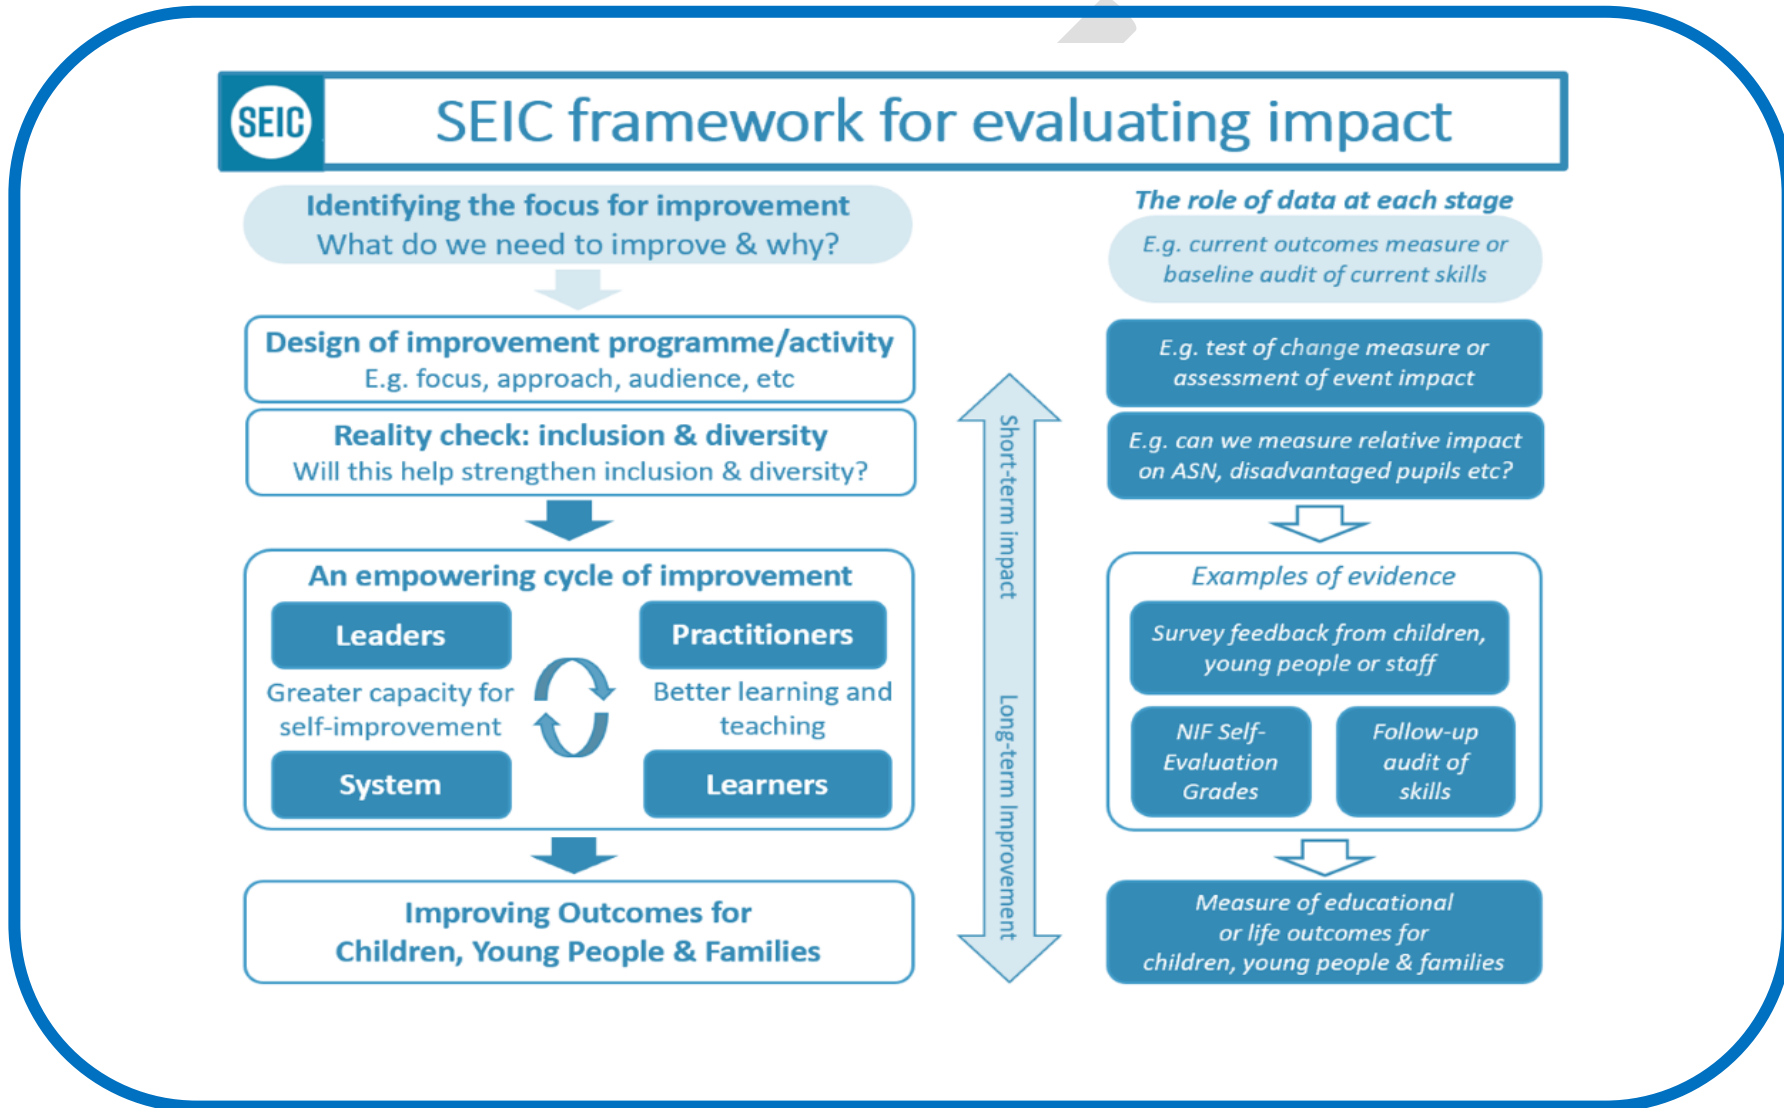 SEIC
SEIC framework for evaluating impact
Identifying the focus for improvement
What do we need to improve & why?
Design of improvement programme/activity
E.g. focus, approach, audience, etc
Reality check: inclusion & diversity
Will this help strengthen inclusion & diversity?
An empowering cycle of improvement
Leaders
Practitioners
Greater capacity for
self-improvement
Better learning and
teaching
System
Learners
Improving Outcomes for
Children, Young People & Families
Short-term impact
Long-term Improvement
The role of data at each stage
E.g. current outcomes measure or
baseline audit of current skills
E.g. test of change measure or
assessment of event impact
E.g. can we measure relative impact
on ASN, disadvantaged pupils etc?
Examples of evidence
Survey feedback from children,
young people or staff
NIF Self-
Evaluation
Grades
Follow-up
audit of
skills
Measure of educational
or life outcomes for
children, young people & families